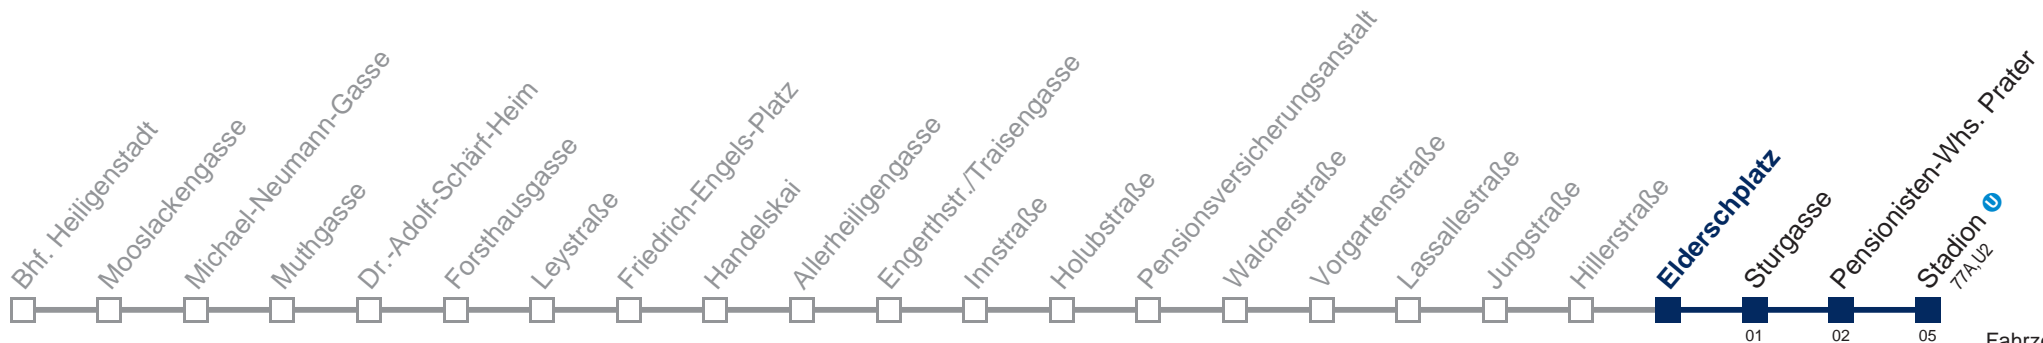 Bhf. Heiligenstadt
Mooslackengasse
Michael-Neumann-Gasse
Muthgasse
Dr.-Adolf-Schärf-Heim
Forsthausgasse
Leystraße
Friedrich-Engels-Platz
Handelskai
Allerheiligengasse
Engerthstr./Traisengasse
Innstraße
Holubstraße
Pensionsversicherungsanstalt
Walcherstraße
Vorgartenstraße
Lassallestraße
Jungstraße
Hillerstraße
Elderschplatz
Sturgasse
Pensionisten-Whs. Prater
Stadion U
77A,U2
01 02 05